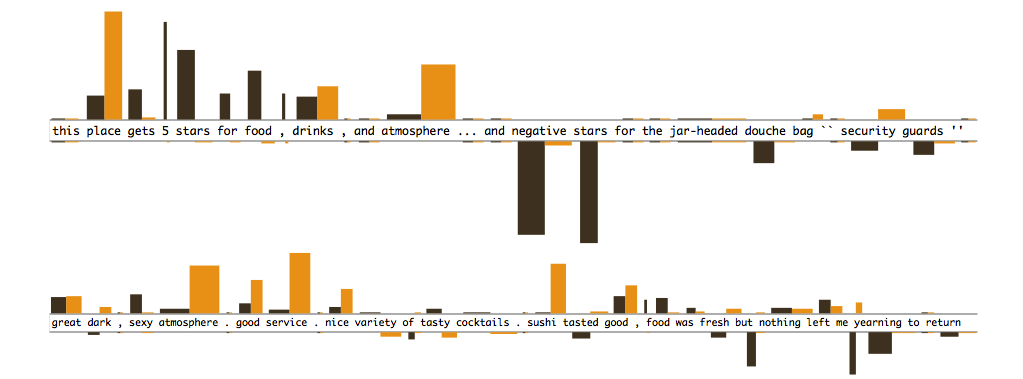 this place gets 5 stars for food , drinks , and atmosphere ... and negative stars for the jar-headed douche bag `` security guards ''
great dark , sexy atmosphere . good service . nice variety of tasty cocktails . sushi tasted good , food was fresh but nothing left me yearning to return